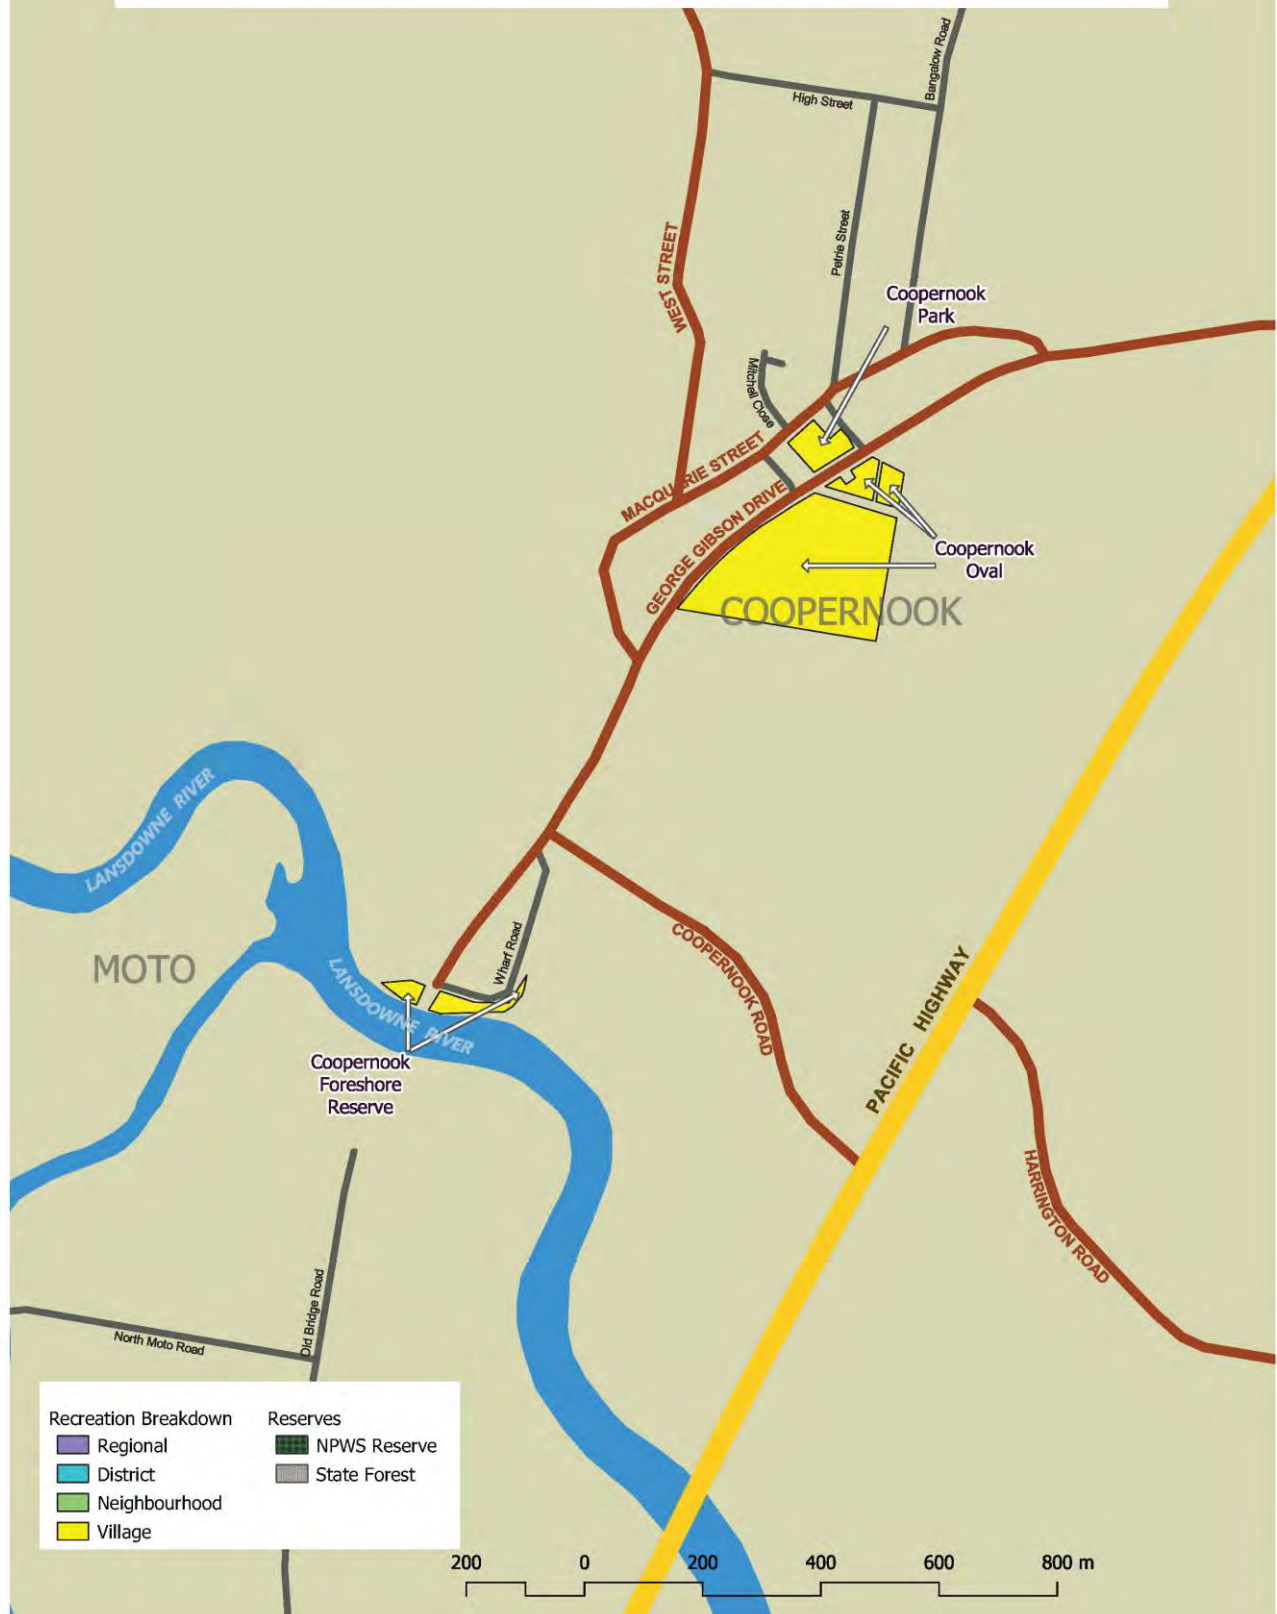 Bangalow Road
High Street
Petrie Street
WEST STREET
Coopernook
Park
Mitchell Close
MACQUARIE STREET
GEORGE GIBSON DRIVE
Coopernook
Oval
COOPERNOOK
LANSDOWNE RIVER
MOTO
Wharf Road
COOPERNOOK ROAD
LANSDOWNE RIVER
PACIFIC HIGHWAY
Coopernook
Foreshore
Reserve
HARRINGTON ROAD
Old Bridge Road
North Moto Road
Recreation Breakdown
Regional
District
Neighbourhood
Village
Reserves
NPWS Reserve
State Forest
200 0 200 400 600 800 m